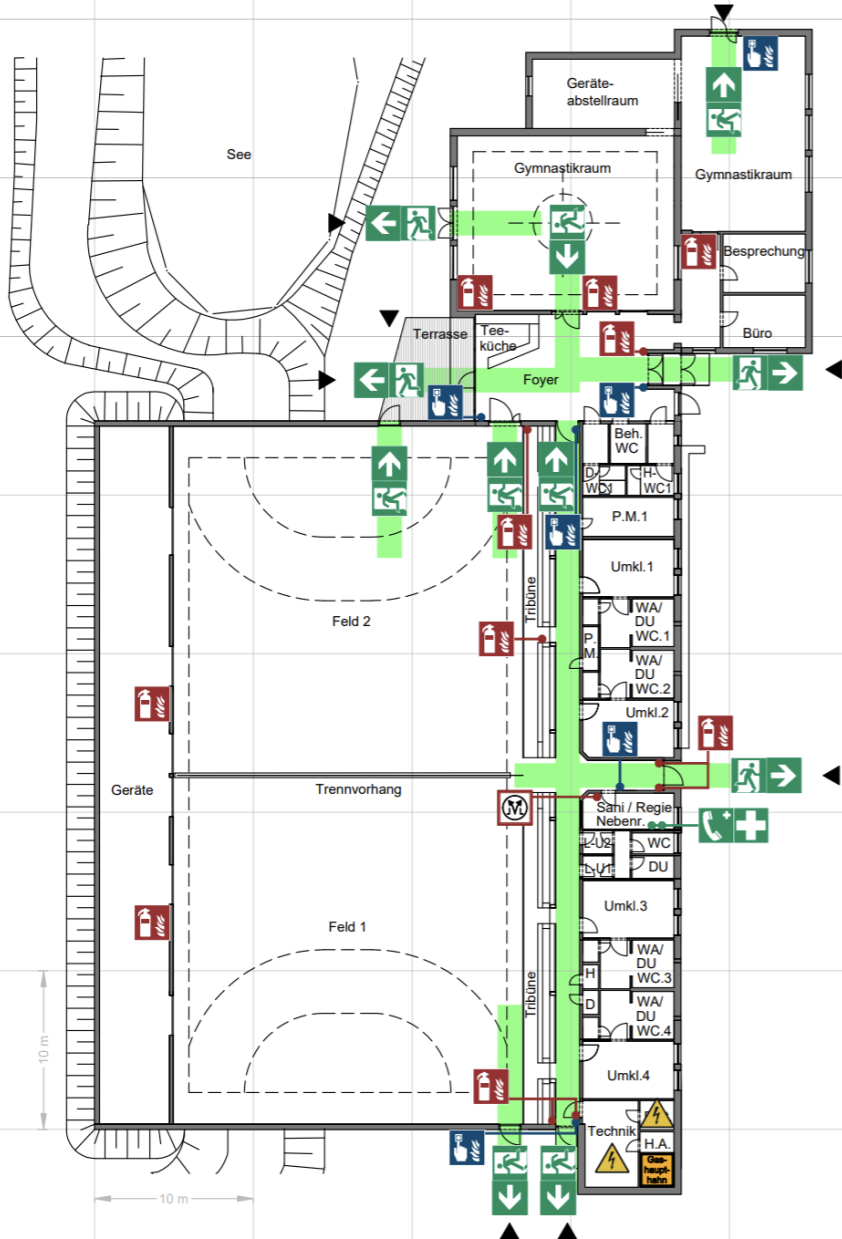 Geräte-
abstellraum
See
Gymnastikraum
Gymnastikraum
Besprechung
Büro
Terrasse
Tee-
küche
Foyer
Beh.
WC
D-
WC1
H-
WC1
P.M.1
Umkl.1
Tribüne
WA/
DU
WC.1
Feld 2
P.
M.
WA/
DU
WC.2
Umkl.2
Geräte
Trennvorhang
Sani / Regie
Nebenr.
L-U2
WC
L-U1
DU
Umkl.3
Feld 1
WA/
DU
WC.3
H
Tribüne
D
WA/
DU
WC.4
10 m
Umkl.4
Technik
H.A.
Gas-
haupt-
hahn
10 m